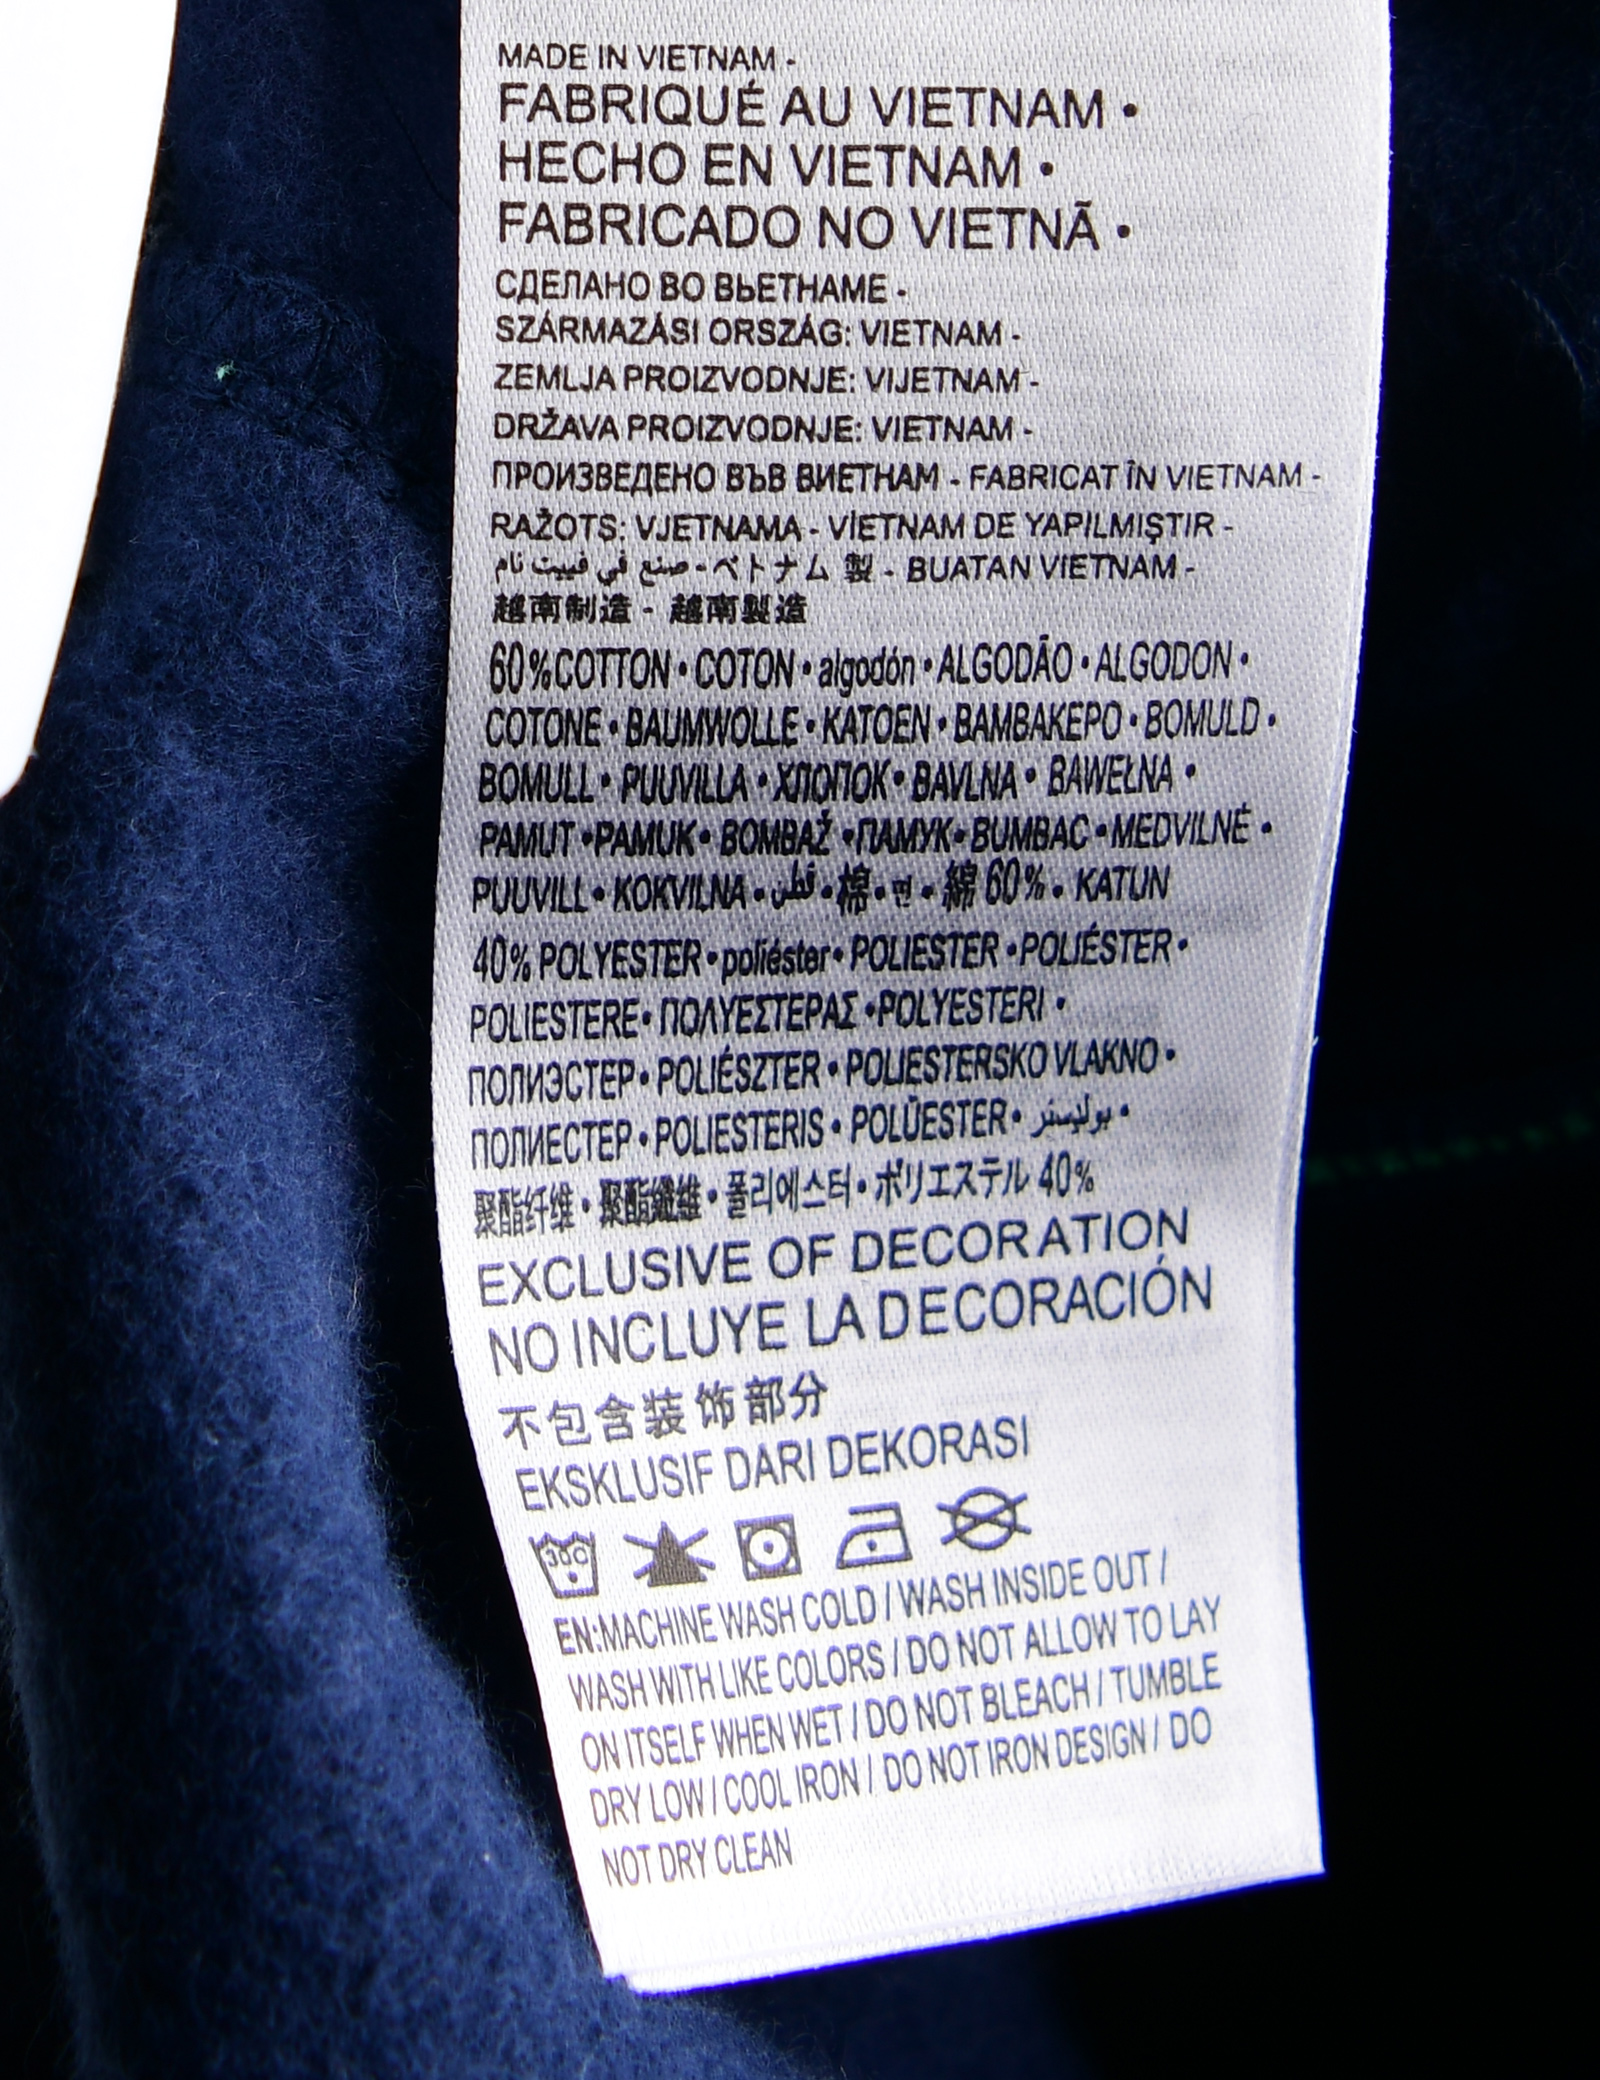 MADE IN VIETNAM -
FABRIQUÉ AU VIETNAM •
HECHO EN VIETNAM •
FABRICADO NO VIETNÃ •
СДЕЛАНО ВО ВЬЕТНАМЕ -
SZÁRMAZÁSI ORSZÁG: VIETNAM -
ZEMLJA PROIZVODNJE: VIJETNAM -
DRŽAVA PROIZVODNJE: VIETNAM -
ПРОИЗВЕДЕНО ВЪВ ВИЕТНАМ - FABRICAT ÎN VIETNAM -
RAŽOTS: VJETNAMA - VİETNAM DE YAPILMIŞTIR -
صنع في فييت نام - ベトナム 製 - BUATAN VIETNAM -
越南制造 - 越南製造
60%COTTON • COTON • algodón • ALGODÃO • ALGODON •
COTONE • BAUMWOLLE • KATOEN • BAMBAKEPO • BOMULD •
BOMULL • PUUVILLA • ХЛОПОК • BAVLNA • BAWEŁNA •
PAMUT • PAMUK • BOMBAŽ • ПАМУК • BUMBAC • MEDVILNÉ •
PUUVILL • KOKVILNA • قطن • 棉 • 면 • 綿 60% • KATUN
40% POLYESTER • poliéster • POLIESTER • POLIÉSTER •
POLIESTERE • ΠΟΛΥΕΣΤΕΡΑΣ • POLYESTERI •
ПОЛИЭСТЕР • POLIÉSZTER • POLIESTERSKO VLAKNO •
ПОЛИЕСТЕР • POLIESTERIS • POLÜESTER • بوليستر •
聚酯纤维 • 聚酯纖維 • 폴리에스터 • ポリエステル 40%
EXCLUSIVE OF DECORATION
NO INCLUYE LA DECORACIÓN
不包含装饰部分
EKSKLUSIF DARI DEKORASI
30C
EN:MACHINE WASH COLD / WASH INSIDE OUT /
WASH WITH LIKE COLORS / DO NOT ALLOW TO LAY
ON ITSELF WHEN WET / DO NOT BLEACH / TUMBLE
DRY LOW / COOL IRON / DO NOT IRON DESIGN / DO
NOT DRY CLEAN